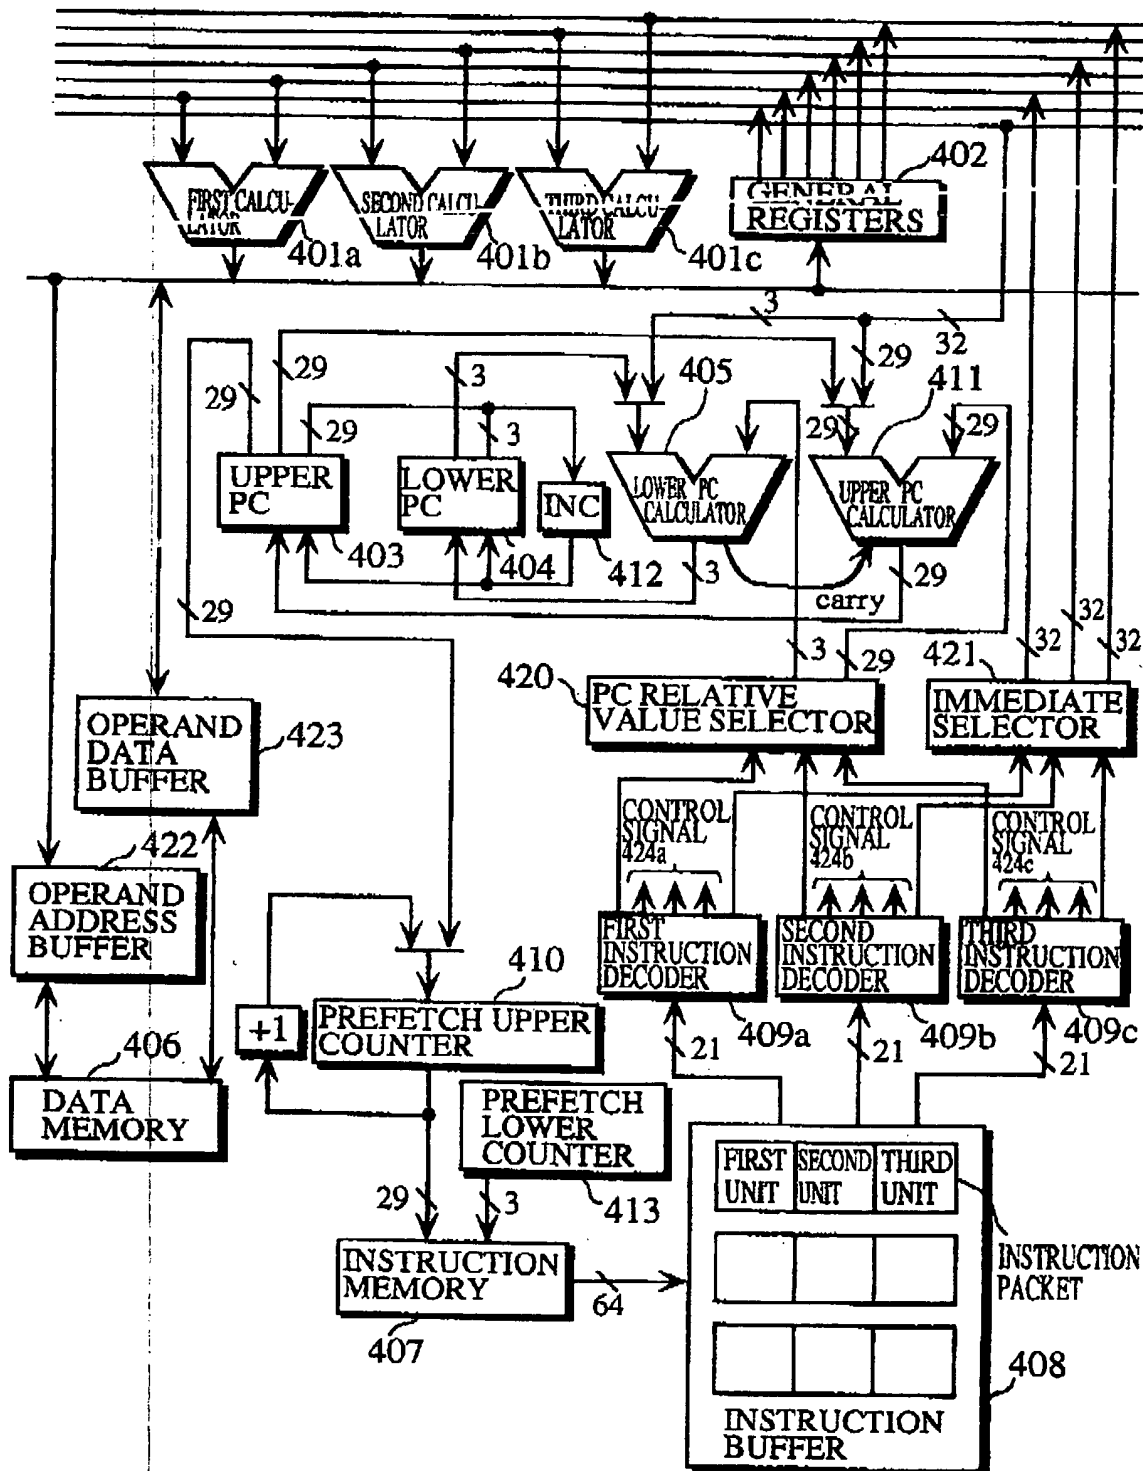 402
FIRST CALCU-
LATOR
SECOND CALCU-
LATOR
THIRD CALCU-
LATOR
GENERAL
REGISTERS
401a
401b
401c
3
32
29
29
3
405
411
29
29
3
29
29
UPPER
PC
LOWER
PC
INC
LOWER PC
CALCULATOR
UPPER PC
CALCULATOR
403
404
412
3
carry
29
29
3
29
32
32
32
420
PC RELATIVE
VALUE SELECTOR
421
IMMEDIATE
SELECTOR
OPERAND
DATA
BUFFER
423
CONTROL
SIGNAL
424a
CONTROL
SIGNAL
424b
CONTROL
SIGNAL
424c
422
OPERAND
ADDRESS
BUFFER
FIRST
INSTRUCTION
DECODER
SECOND
INSTRUCTION
DECODER
THIRD
INSTRUCTION
DECODER
409a
409b
409c
410
+1
PREFETCH UPPER
COUNTER
21
21
21
406
DATA
MEMORY
PREFETCH
LOWER
COUNTER
413
29
3
FIRST
UNIT
SECOND
UNIT
THIRD
UNIT
INSTRUCTION
PACKET
INSTRUCTION
MEMORY
64
407
408
INSTRUCTION
BUFFER